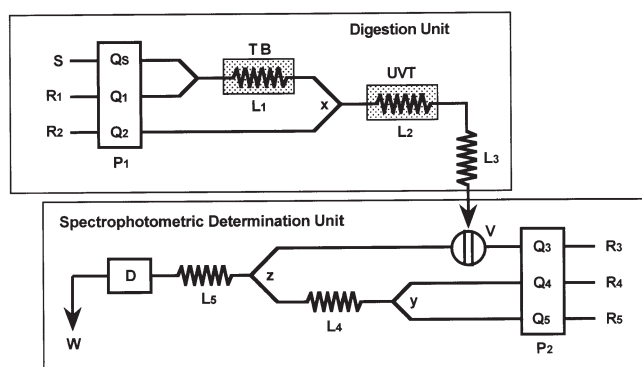 Digestion Unit
T B
UVT
S
Qs
R1
Q1
R2
Q2
x
L1
L2
P1
L3
Spectrophotometric Determination Unit
V
Q3
R3
D
z
Q4
R4
L5
y
L4
Q5
R5
W
P2